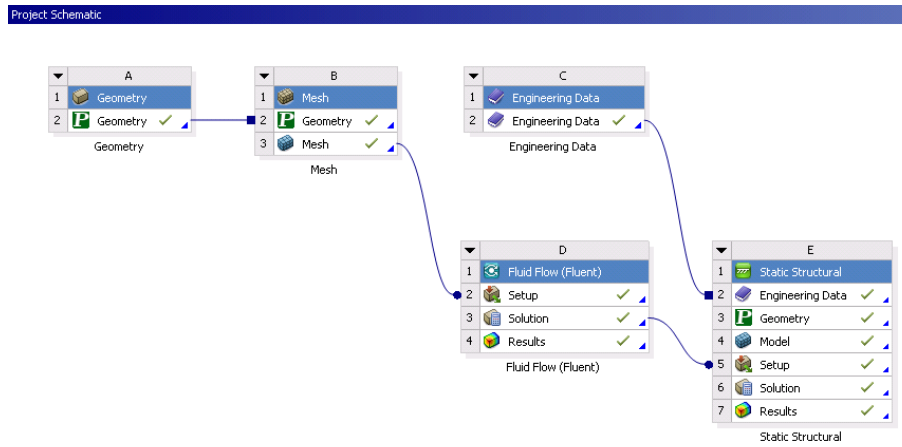 Project Schematic
A
1 Geometry
2 P Geometry
Geometry
B
1 Mesh
2 P Geometry
3 Mesh
Mesh
C
1 Engineering Data
2 Engineering Data
Engineering Data
D
1 Fluid Flow (Fluent)
2 Setup
3 Solution
4 Results
Fluid Flow (Fluent)
E
1 Static Structural
2 Engineering Data
3 P Geometry
4 Model
5 Setup
6 Solution
7 Results
Static Structural